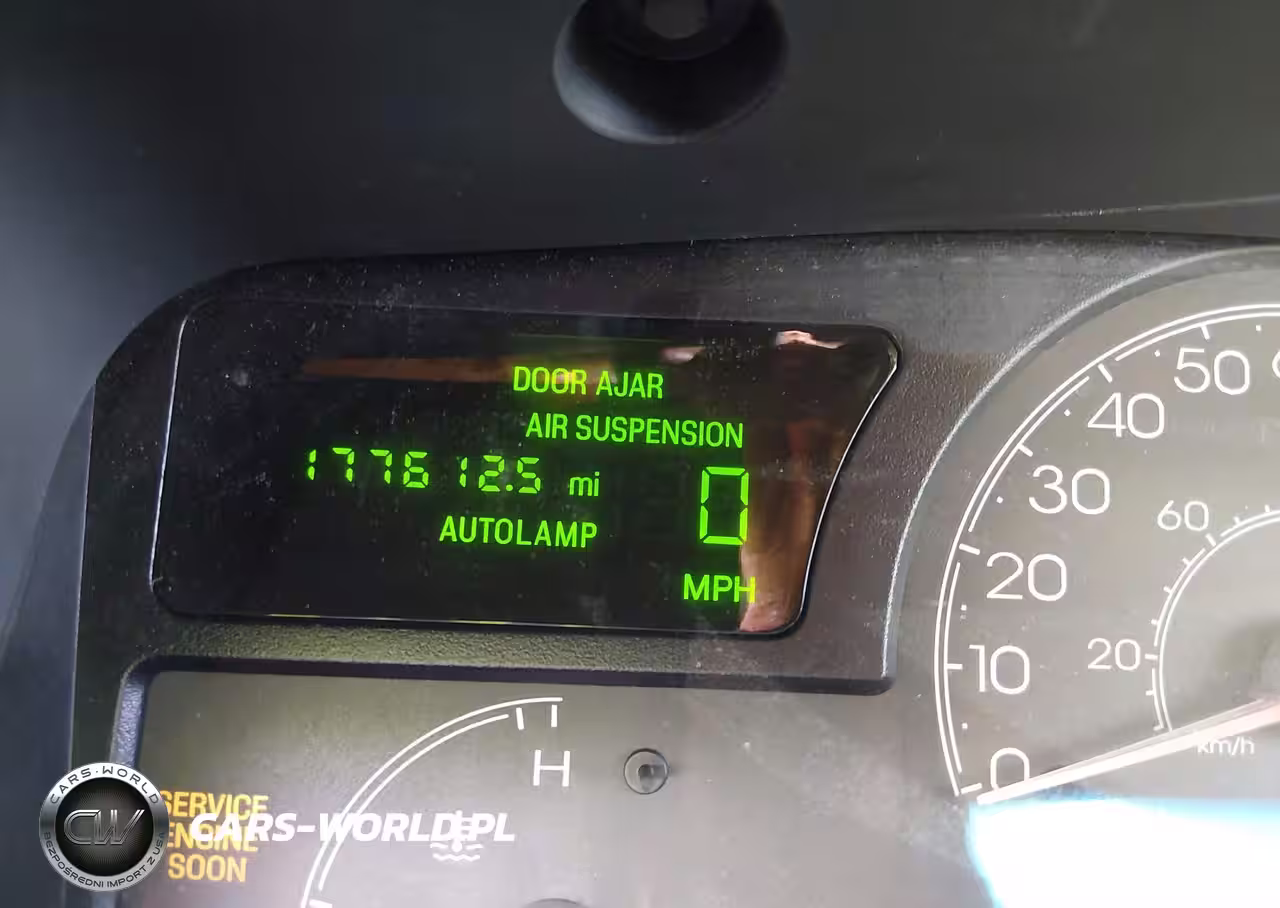 DOOR AJAR
AIR SUSPENSION
177612.5 mi
0
AUTOLAMP
MPH
50
40
30
20
10
0
60
20
km/h
H
SERVICE
ENGINE
SOON
CARS-WORLD.PL
CARS-WORLD
CW
BEZPOŚREDNI IMPORT Z USA